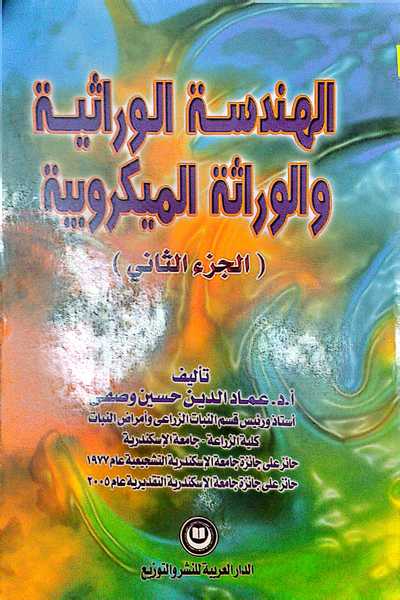 الهندسة الوراثية
والوراثة الميكروبية
( الجزء الثاني )
تأليف
أ.د. عماد الدين حسين وصفى
أستاذ ورئيس قسم النبات الزراعى وأمراض النبات
كلية الزراعة - جامعة الإسكندرية
حائز على جائزة جامعة الإسكندرية التشجيعية عام ١٩٧٧
حائز على جائزة جامعة الإسكندرية التقديرية عام ٢٠٠٥
الدار العربية للنشر والتوزيع